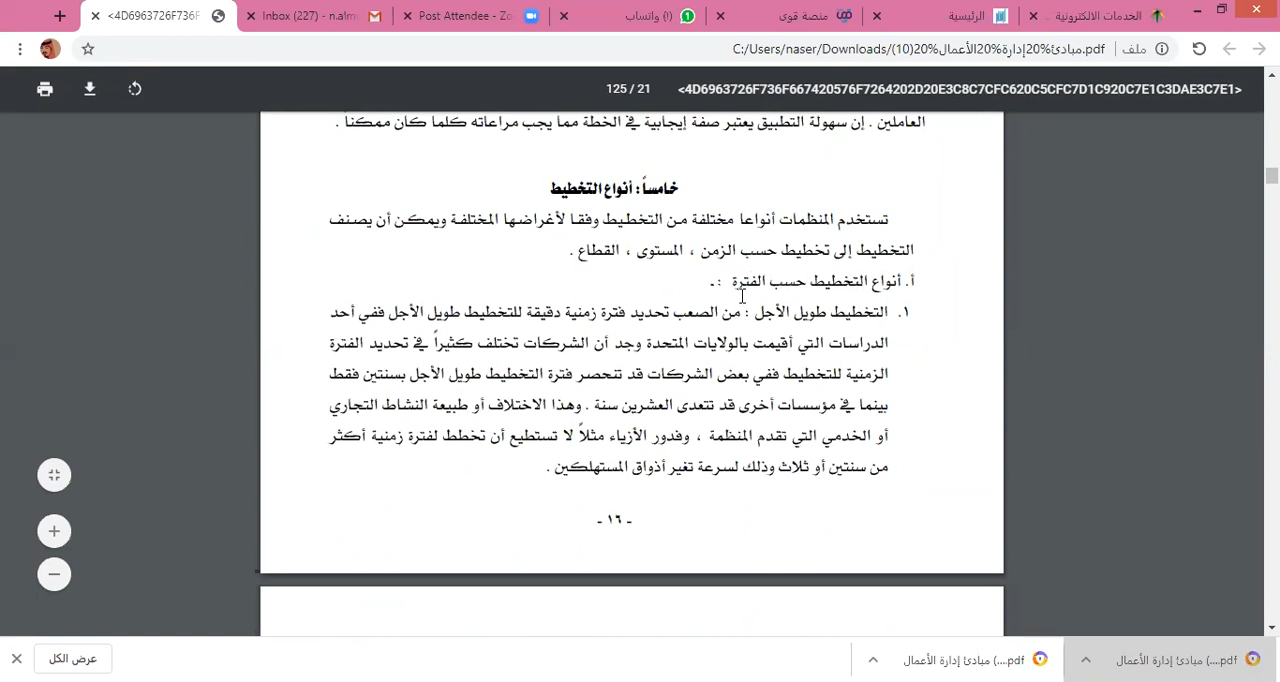 <4D6963726F736F
Inbox (227) - n.alm
Post Attendee - Zo
(!) واتساب
منصة قوى
الرئيسية
الخدمات الالكترونية
ملف | C:/Users/naser/Downloads/(10)%20مبادئ%20إدارة%20الأعمال.pdf
125 / 21
<4D6963726F736F667420576F7264202D20E3C8C7CFC620C5CFC7D1C920C7E1C3DAE3C7E1>
العاملين . إن سهولة التطبيق يعتبر صفة إيجابية في الخطة مما يجب مراعاته كلما كان ممكناً .
خامساً : أنواع التخطيط
تستخدم المنظمات أنواعا مختلفة من التخطيط وفقا لأغراضها المختلفة ويمكن أن يصنف
التخطيط إلى تخطيط حسب الزمن ، المستوى ، القطاع .
أ. أنواع التخطيط حسب الفترة : ـ
١. التخطيط طويل الأجل : من الصعب تحديد فترة زمنية دقيقة للتخطيط طويل الأجل ففي أحد
الدراسات التي أقيمت بالولايات المتحدة وجد أن الشركات تختلف كثيراً في تحديد الفترة
الزمنية للتخطيط ففي بعض الشركات قد تنحصر فترة التخطيط طويل الأجل بسنتين فقط
بينما في مؤسسات أخرى قد تتعدى العشرين سنة . وهذا الاختلاف أو طبيعة النشاط التجاري
أو الخدمي التي تقدم المنظمة ، وفدور الأزياء مثلاً لا تستطيع أن تخطط لفترة زمنية أكثر
من سنتين أو ثلاث وذلك لسرعة تغير أذواق المستهلكين .
- ١٦ -
مبادئ إدارة الأعمال (....pdf
مبادئ إدارة الأعمال (....pdf
عرض الكل